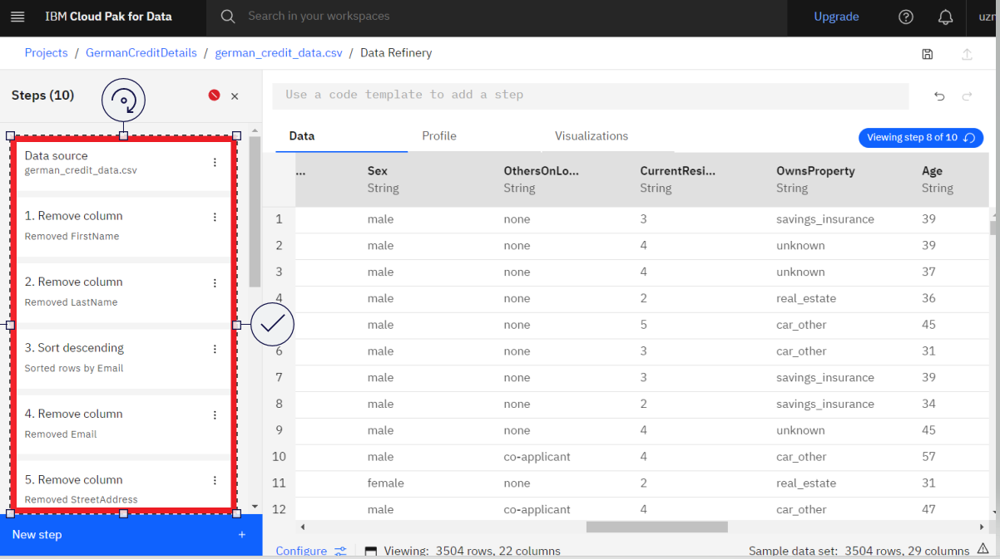 IBM Cloud Pak for Data
Search in your workspaces
Upgrade
uzn
Projects / GermanCreditDetails / german_credit_data.csv / Data Refinery
Steps (10)
Use a code template to add a step
Data
Profile
Visualizations
Viewing step 8 of 10
Data source
german_credit_data.csv
1. Remove column
Removed FirstName
2. Remove column
Removed LastName
3. Sort descending
Sorted rows by Email
4. Remove column
Removed Email
5. Remove column
Removed StreetAddress
New step +
... Sex OthersOnLo... CurrentResi... OwnsProperty Age
String String String String String
1 male none 3 savings_insurance 39
2 male none 4 unknown 39
3 male none 4 unknown 37
4 male none 2 real_estate 36
male none 5 car_other 45
6 male none 3 car_other 31
7 male none 3 savings_insurance 39
8 male none 2 savings_insurance 34
9 male none 4 unknown 45
10 male co-applicant 4 car_other 57
11 female none 2 real_estate 31
12 male co-applicant 4 car_other 47
Configure
Viewing: 3504 rows, 22 columns
Sample data set: 3504 rows, 29 columns